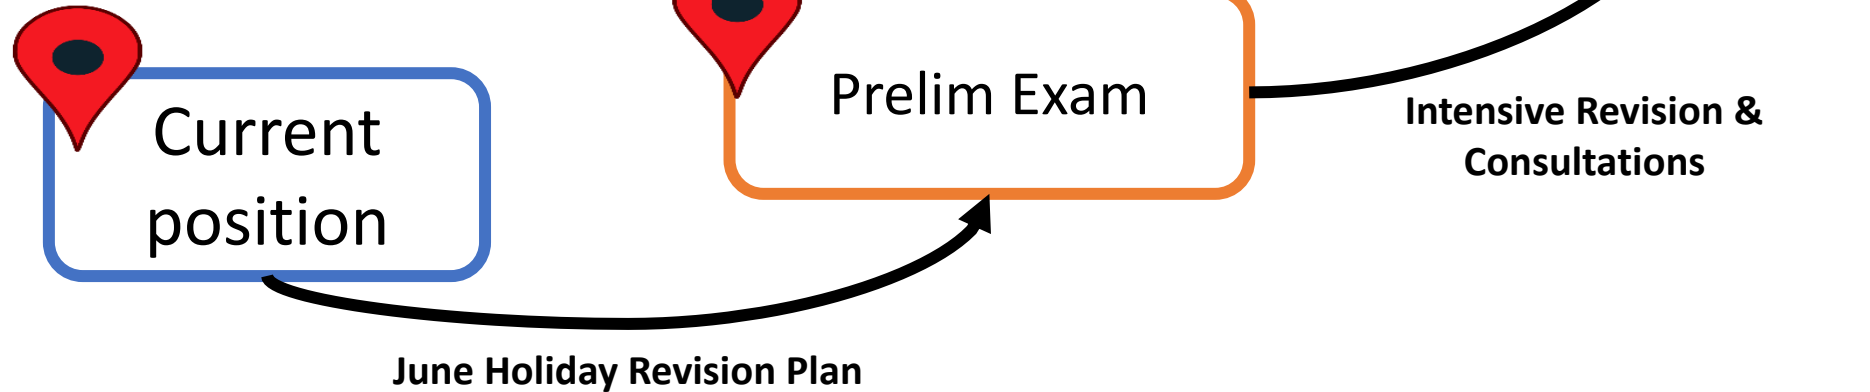 Current
position
June Holiday Revision Plan
Prelim Exam
Intensive Revision &
Consultations